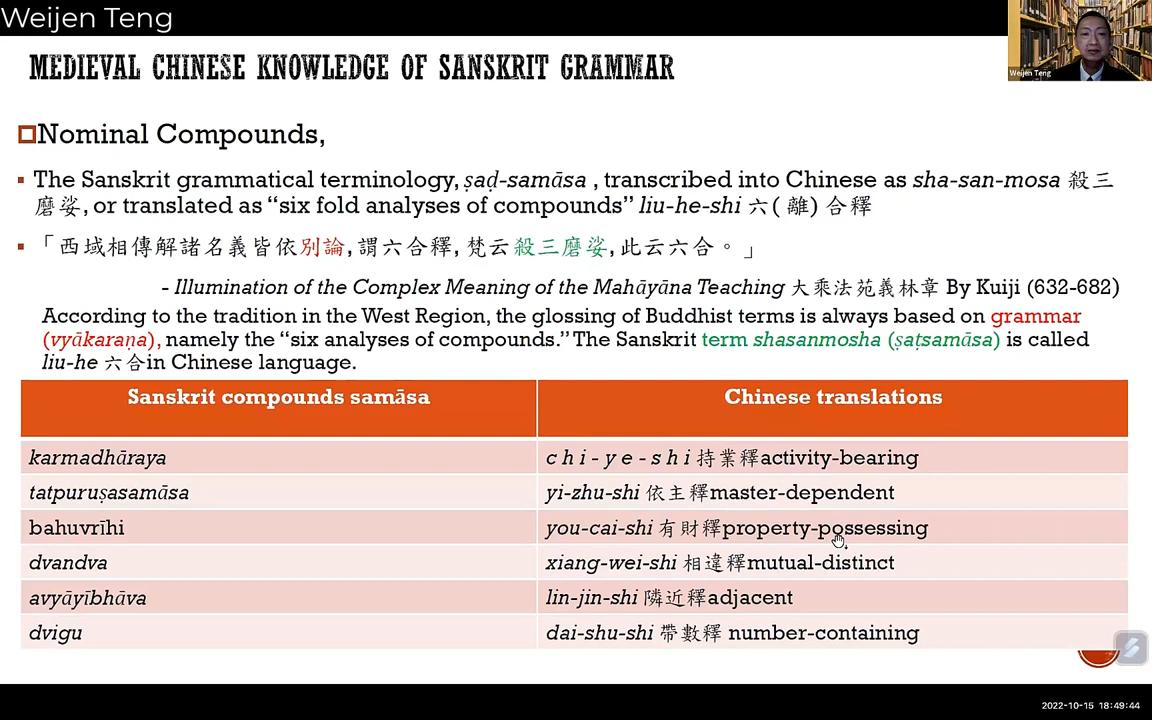 Weijen Teng
MEDIEVAL CHINESE KNOWLEDGE OF SANSKRIT GRAMMAR
Weijen Teng
Nominal Compounds,
The Sanskrit grammatical terminology, ṣaḍ-samāsa , transcribed into Chinese as sha-san-mosa 殺三
磨娑, or translated as “six fold analyses of compounds” liu-he-shi 六( 離) 合釋
「西域相傳解諸名義皆依別論, 謂六合釋, 梵云殺三磨娑, 此云六合。」
- Illumination of the Complex Meaning of the Mahāyāna Teaching 大乘法苑義林章 By Kuiji (632-682)
According to the tradition in the West Region, the glossing of Buddhist terms is always based on grammar
(vyākaraṇa), namely the “six analyses of compounds.” The Sanskrit term shasanmosha (ṣaṭsamāsa) is called
liu-he 六合in Chinese language.
Sanskrit compounds samāsa Chinese translations
karmadhāraya c h i - y e - s h i 持業釋activity-bearing
tatpuruṣasamāsa yi-zhu-shi 依主釋master-dependent
bahuvrīhi you-cai-shi 有財釋property-possessing
dvandva xiang-wei-shi 相違釋mutual-distinct
avyāyībhāva lin-jin-shi 隣近釋adjacent
dvigu dai-shu-shi 帶數釋 number-containing
2022-10-15 18:49:44